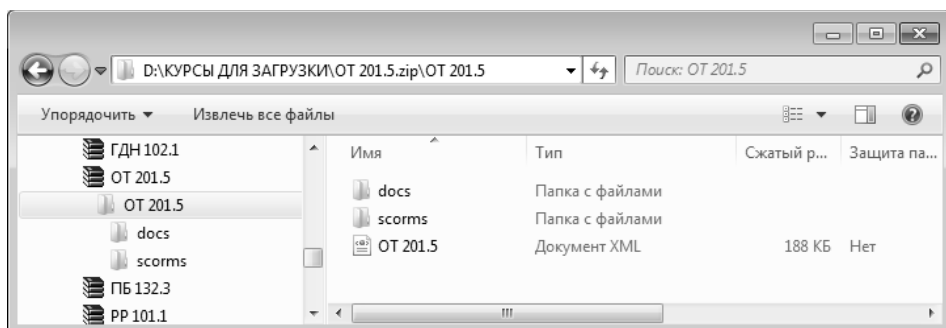 D:\КУРСЫ ДЛЯ ЗАГРУЗКИ\ОТ 201.5.zip\ОТ 201.5
Поиск: ОТ 201.5
Упорядочить Извлечь все файлы
ГДН 102.1
ОТ 201.5
ОТ 201.5
docs
scorms
ПБ 132.3
РР 101.1
Имя Тип Сжатый р... Защита па...
docs Папка с файлами
scorms Папка с файлами
ОТ 201.5 Документ XML 188 КБ Нет